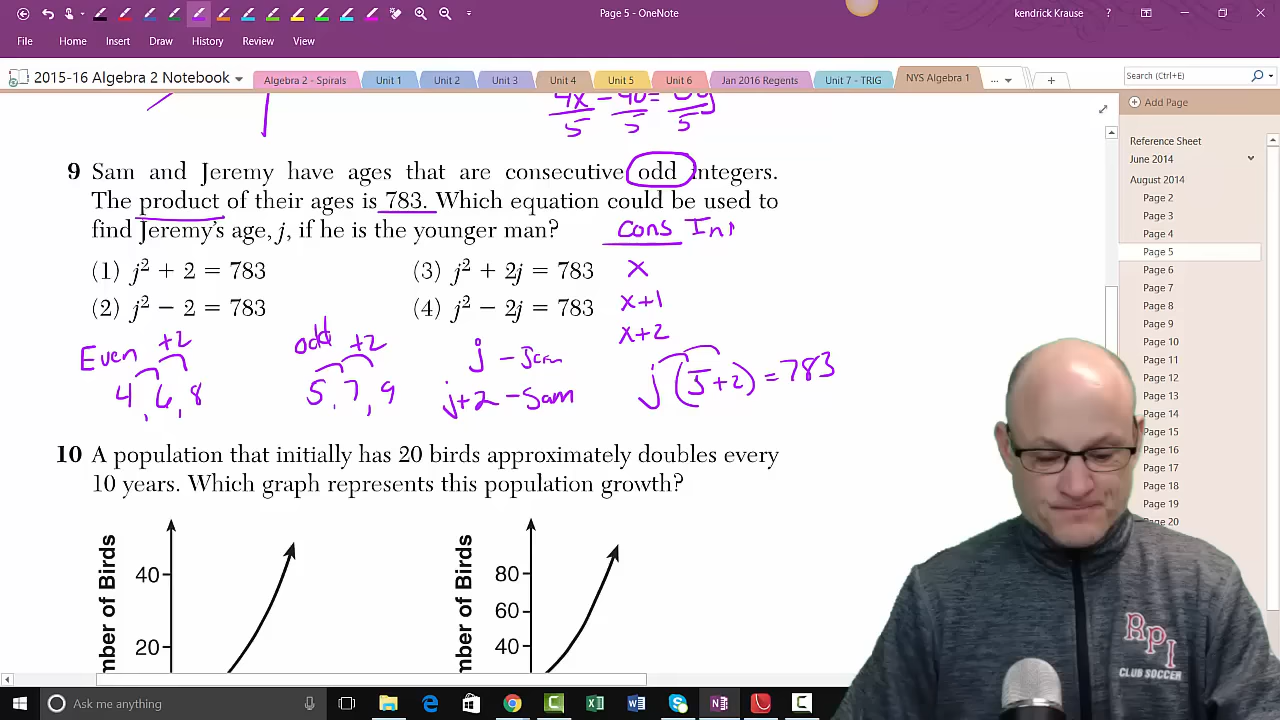 Page 5 - OneNote
kendrick Krause
File Home Insert Draw History Review View
2015-16 Algebra 2 Notebook
Algebra 2 - Spirals
Unit 1
Unit 2
Unit 3
Unit 4
Unit 5
Unit 6
Jan 2016 Regents
Unit 7 - TRIG
NYS Algebra 1
...
Search (Ctrl+E)
Add Page
Reference Sheet
June 2014
August 2014
Page 2
Page 3
Page 4
Page 5
Page 6
Page 7
Page 8
Page 9
Page 10
Page 11
Page 12
Page 13
Page 14
Page 15
Page 16
Page 17
Page 18
Page 19
Page 20
4x - 40 =
5 5 5
9 Sam and Jeremy have ages that are consecutive odd integers.
The product of their ages is 783. Which equation could be used to
find Jeremy's age, j, if he is the younger man?
cons Int
(1) j² + 2 = 783
(3) j² + 2j = 783
x
(2) j² − 2 = 783
(4) j² − 2j = 783
x+1
x+2
Even +2
4, 6, 8
odd +2
5, 7, 9
j -
j+2 - Sam
j(j+2) = 783
10 A population that initially has 20 birds approximately doubles every
10 years. Which graph represents this population growth?
mber of Birds
40
20
mber of Birds
80
60
40
RPI
CLUB SOCCER
Ask me anything